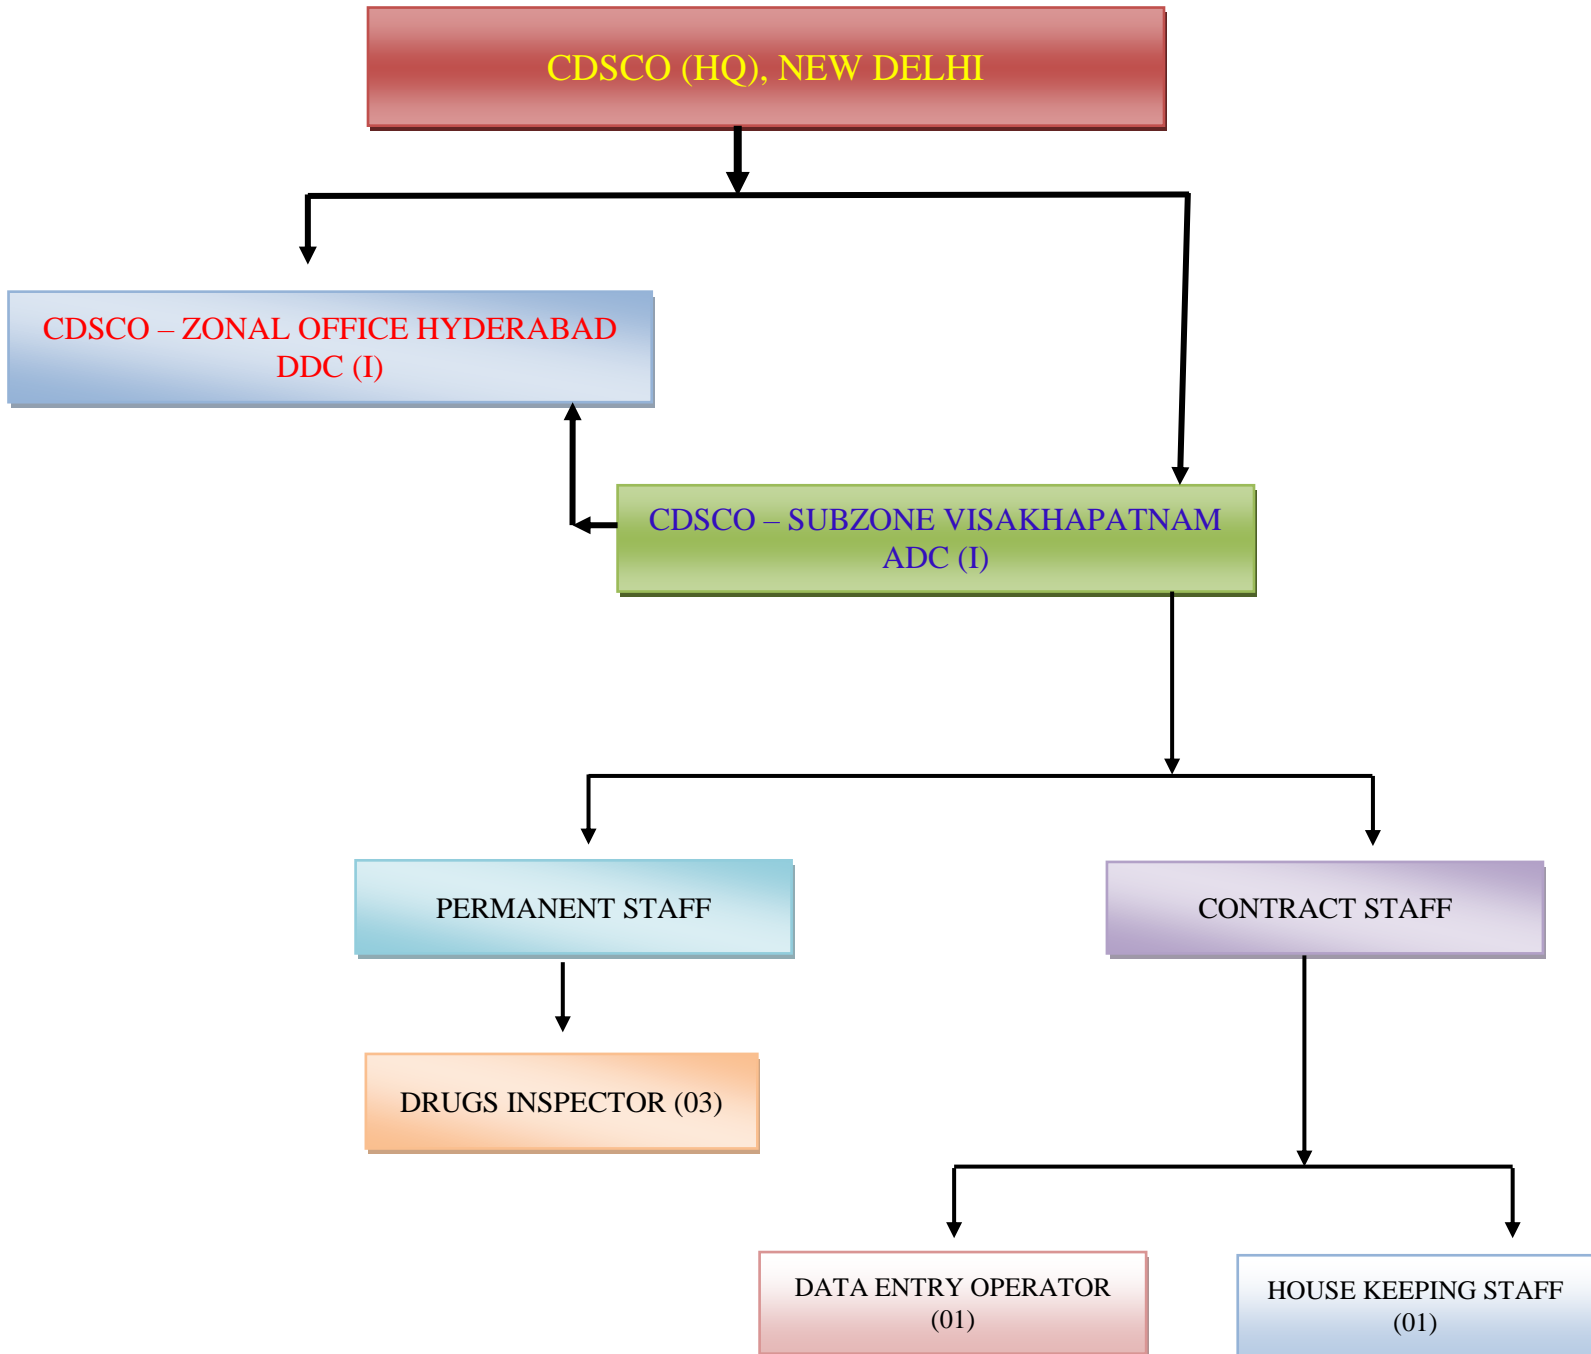 CDSCO (HQ), NEW DELHI
CDSCO – ZONAL OFFICE HYDERABAD
DDC (I)
CDSCO – SUBZONE VISAKHAPATNAM
ADC (I)
PERMANENT STAFF
CONTRACT STAFF
DRUGS INSPECTOR (03)
DATA ENTRY OPERATOR
(01)
HOUSE KEEPING STAFF
(01)